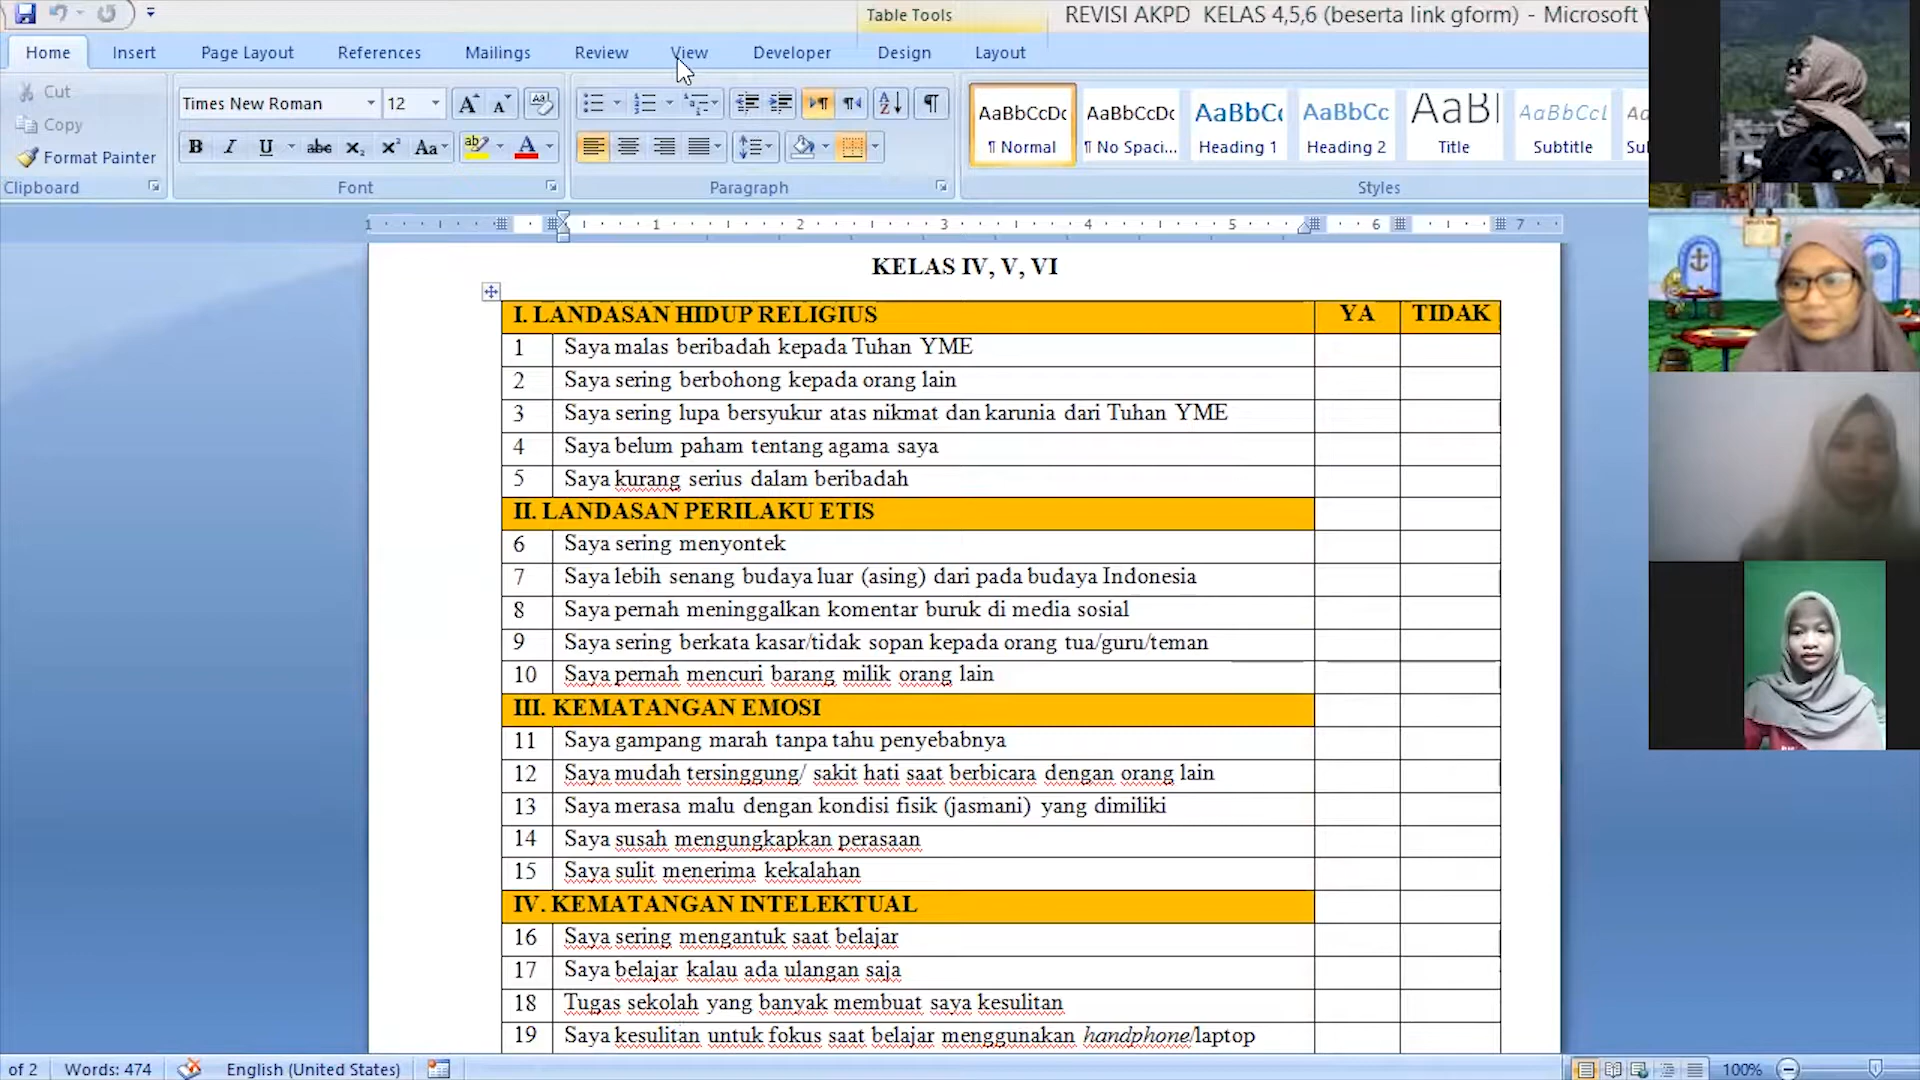 Table Tools
REVISI AKPD KELAS 4,5,6 (beserta link gform) - Microsoft
Home Insert Page Layout References Mailings Review View Developer Design Layout
Cut
Copy
Format Painter
Clipboard
Times New Roman 12
Font
Paragraph
AaBbCcDc AaBbCcDc AaBbC AaBbCc AaB AaBbCcL
¶ Normal ¶ No Spaci... Heading 1 Heading 2 Title Subtitle
Styles
1 1 2 3 4 5 6 7
KELAS IV, V, VI
I. LANDASAN HIDUP RELIGIUS YA TIDAK
1 Saya malas beribadah kepada Tuhan YME
2 Saya sering berbohong kepada orang lain
3 Saya sering lupa bersyukur atas nikmat dan karunia dari Tuhan YME
4 Saya belum paham tentang agama saya
5 Saya kurang serius dalam beribadah
II. LANDASAN PERILAKU ETIS
6 Saya sering menyontek
7 Saya lebih senang budaya luar (asing) dari pada budaya Indonesia
8 Saya pernah meninggalkan komentar buruk di media sosial
9 Saya sering berkata kasar/tidak sopan kepada orang tua/guru/teman
10 Saya pernah mencuri barang milik orang lain
III. KEMATANGAN EMOSI
11 Saya gampang marah tanpa tahu penyebabnya
12 Saya mudah tersinggung/ sakit hati saat berbicara dengan orang lain
13 Saya merasa malu dengan kondisi fisik (jasmani) yang dimiliki
14 Saya susah mengungkapkan perasaan
15 Saya sulit menerima kekalahan
IV. KEMATANGAN INTELEKTUAL
16 Saya sering mengantuk saat belajar
17 Saya belajar kalau ada ulangan saja
18 Tugas sekolah yang banyak membuat saya kesulitan
19 Saya kesulitan untuk fokus saat belajar menggunakan handphone/laptop
of 2 Words: 474 English (United States) 100%